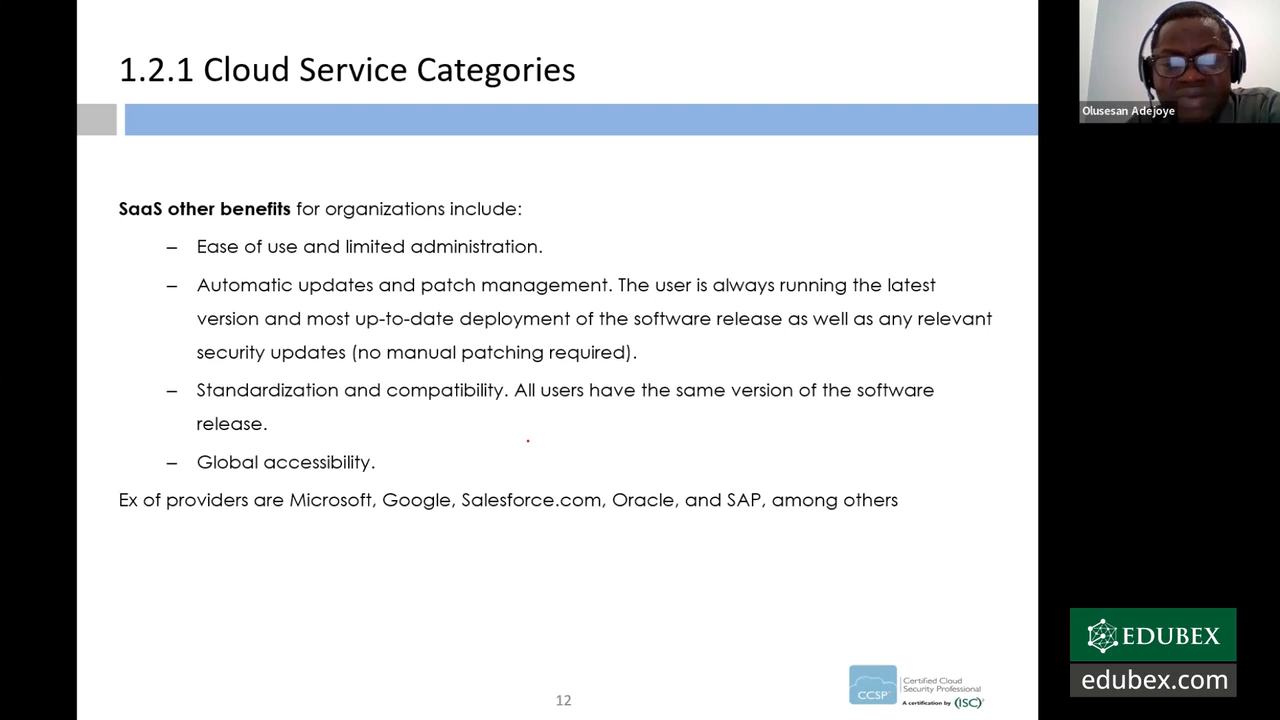 1.2.1 Cloud Service Categories
Olusesan Adejoye
SaaS other benefits for organizations include:
– Ease of use and limited administration.
– Automatic updates and patch management. The user is always running the latest
version and most up-to-date deployment of the software release as well as any relevant
security updates (no manual patching required).
– Standardization and compatibility. All users have the same version of the software
release.
– Global accessibility.
Ex of providers are Microsoft, Google, Salesforce.com, Oracle, and SAP, among others
EDUBEX
edubex.com
12
CCSP
Certified Cloud
Security Professional
A certification by (ISC)²